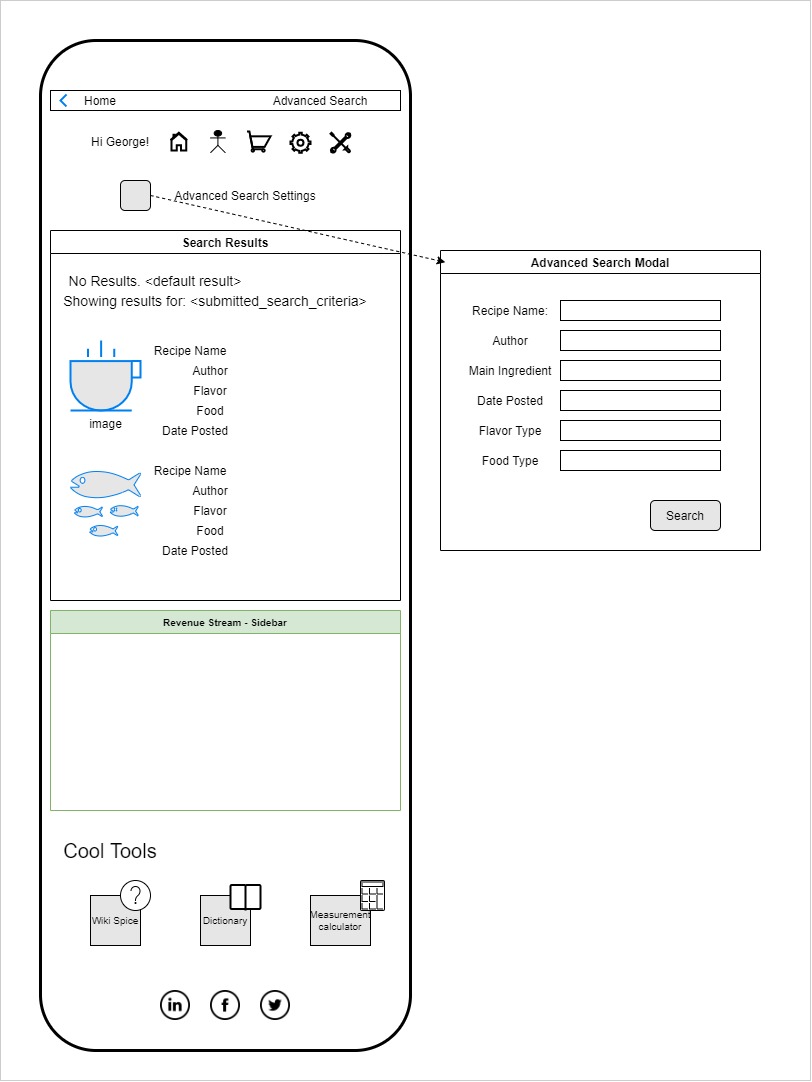 Home Advanced Search
Hi George!
Advanced Search Settings
Search Results
No Results. <default result>
Showing results for: <submitted_search_criteria>
Recipe Name
Author
Flavor
Food
Date Posted
image
Recipe Name
Author
Flavor
Food
Date Posted
Revenue Stream - Sidebar
Cool Tools
?
Wiki Spice
Dictionary
Measurement
calculator
in
f
Advanced Search Modal
Recipe Name:
Author
Main Ingredient
Date Posted
Flavor Type
Food Type
Search